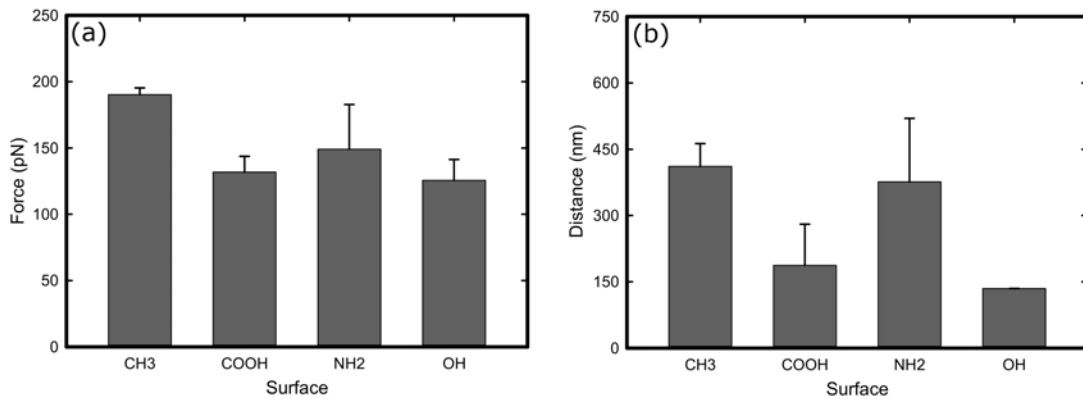 (a)
Force (pN)
250
200
150
100
50
0
CH3 COOH NH2 OH
Surface
(b)
Distance (nm)
750
600
450
300
150
0
CH3 COOH NH2 OH
Surface